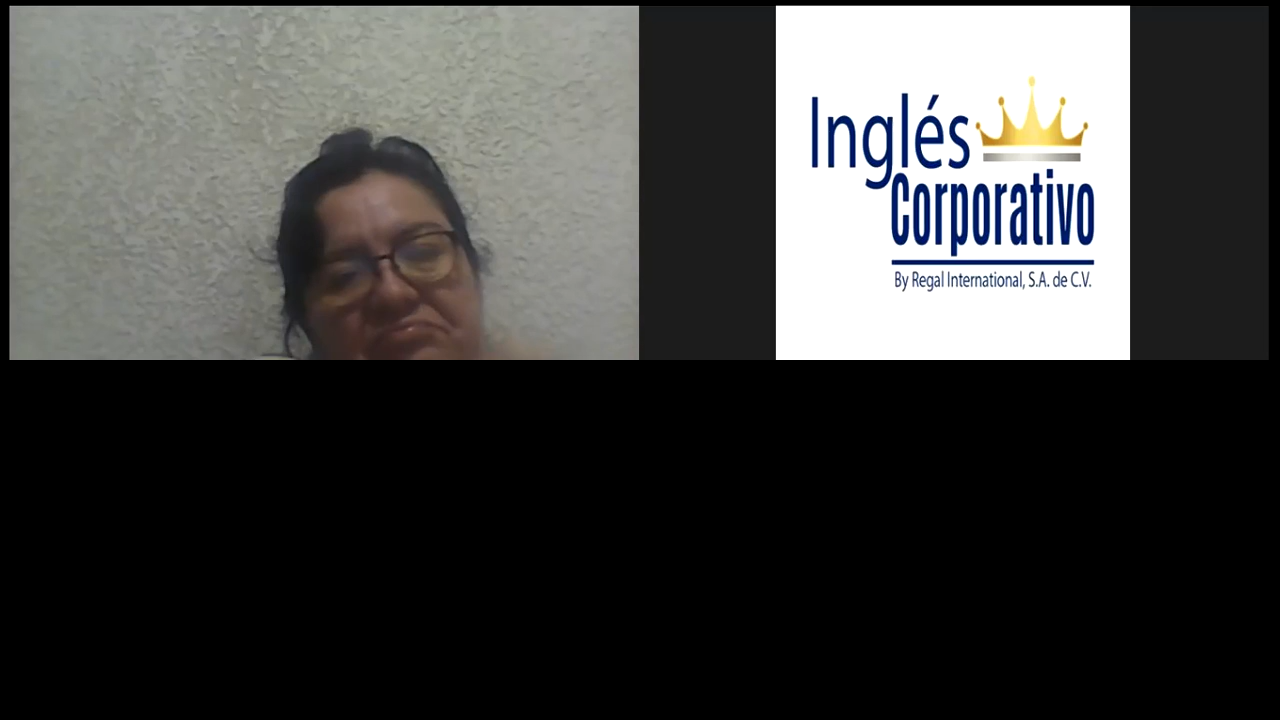 Inglés
Corporativo
By Regal International, S.A. de C.V.